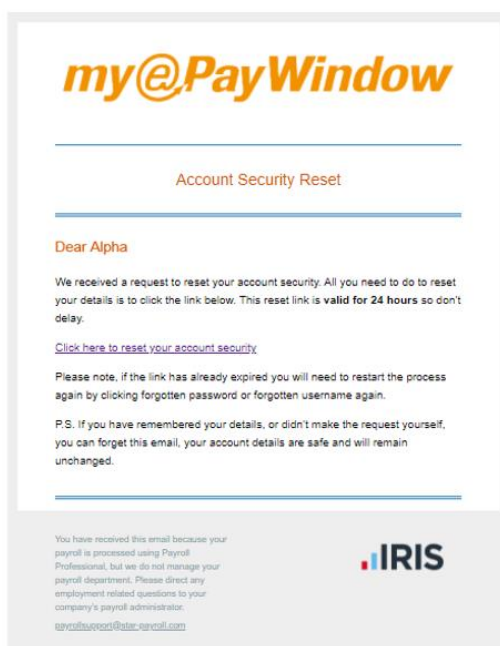 my@PayWindow
Account Security Reset
Dear Alpha
We received a request to reset your account security. All you need to do to reset
your details is to click the link below. This reset link is valid for 24 hours so don't
delay.
Click here to reset your account security
Please note, if the link has already expired you will need to restart the process
again by clicking forgotten password or forgotten username again.
P.S. If you have remembered your details, or didn't make the request yourself,
you can forget this email, your account details are safe and will remain
unchanged.
You have received this email because your
payroll is processed using Payroll
Professional, but we do not manage your
payroll department. Please direct any
employment related questions to your
company's payroll administrator.
payrollsupport@star-payroll.com
IRIS